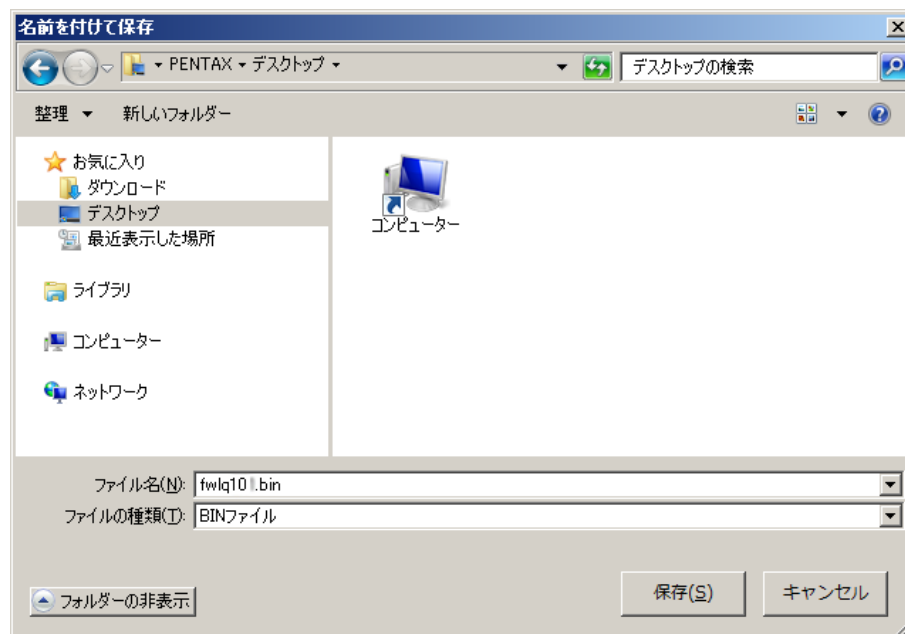 名前を付けて保存
PENTAX デスクトップ
デスクトップの検索
整理 新しいフォルダー
お気に入り
ダウンロード
デスクトップ
最近表示した場所
ライブラリ
コンピューター
ネットワーク
コンピューター
ファイル名(N): .bin
ファイルの種類(T): BINファイル
フォルダーの非表示
保存(S) キャンセル